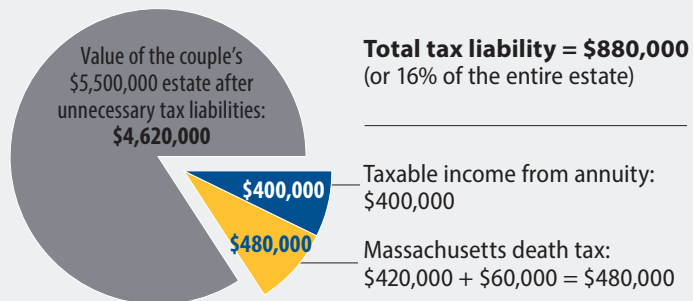 Value of the couple's
$5,500,000 estate after
unnecessary tax liabilities:
$4,620,000
Total tax liability = $880,000
(or 16% of the entire estate)
$400,000
Taxable income from annuity:
$400,000
$480,000
Massachusetts death tax:
$420,000 + $60,000 = $480,000